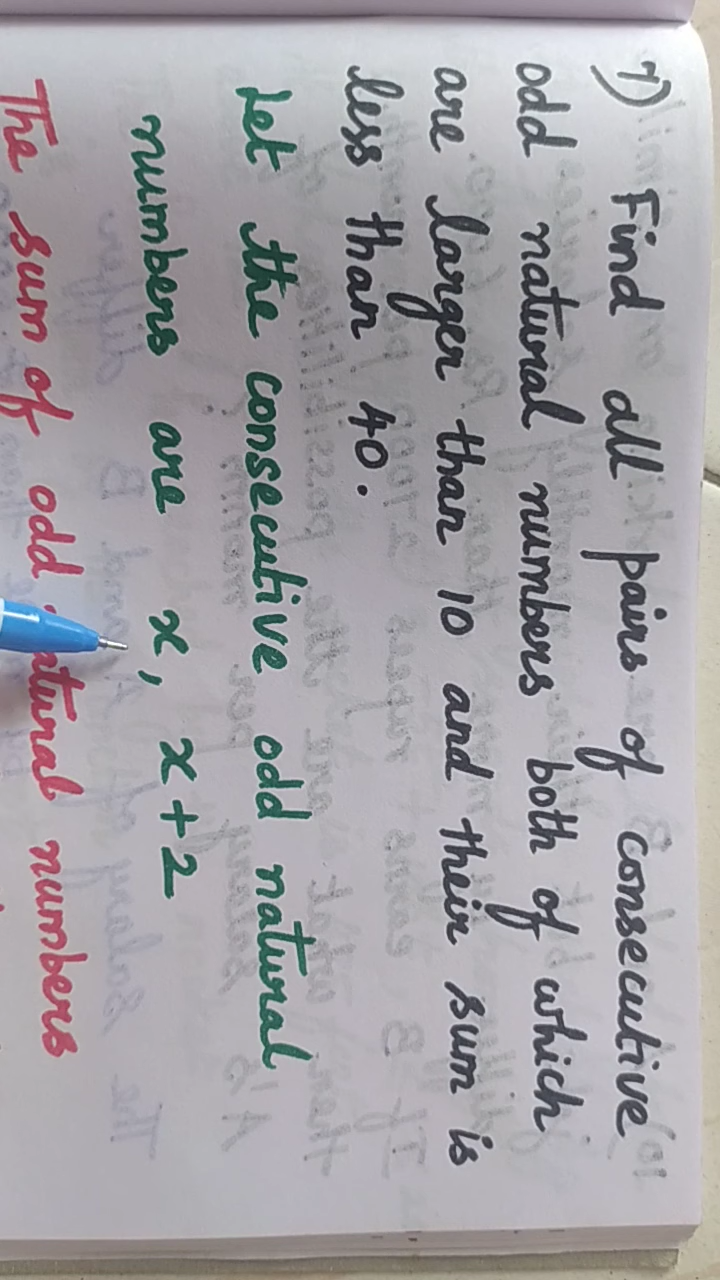 7) Find all pairs of consecutive
odd natural numbers both of which
are larger than 10 and their sum is
less than 40.
Let the consecutive odd natural
numbers are x, x+2
The sum of odd natural numbers